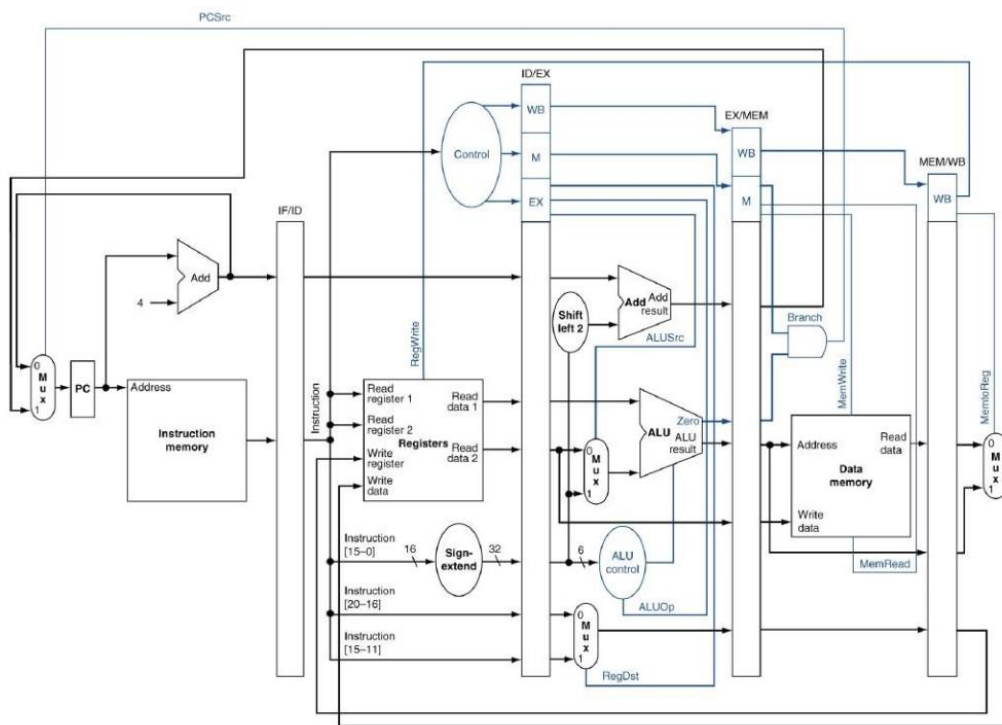 PCSrc
ID/EX
WB
EX/MEM
Control
M
WB
MEM/WB
EX
M
WB
IF/ID
Add
4
Add
Add
result
Shift
left 2
Branch
RegWrite
ALUSrc
MemWrite
MemtoReg
0
M
u
x
1
PC
Address
Instruction
memory
Instruction
Read
register 1
Read
register 2
Registers
Write
register
Write
data
Read
data 1
Read
data 2
0
M
u
x
1
Zero
ALU
ALU
result
Address
Read
data
Data
memory
Write
data
0
M
u
x
1
Instruction
[15–0]
16
Sign-
extend
32
6
ALU
control
MemRead
ALUOp
Instruction
[20–16]
Instruction
[15–11]
0
M
u
x
1
RegDst